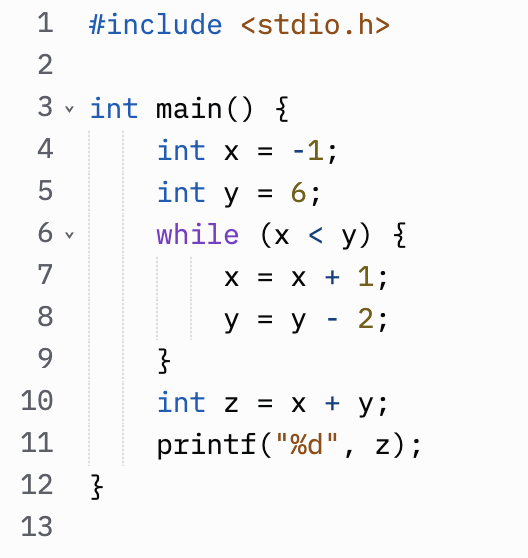 1 #include <stdio.h>
2
3 int main() {
4     int x = -1;
5     int y = 6;
6     while (x < y) {
7         x = x + 1;
8         y = y - 2;
9     }
10     int z = x + y;
11     printf("%d", z);
12 }
13